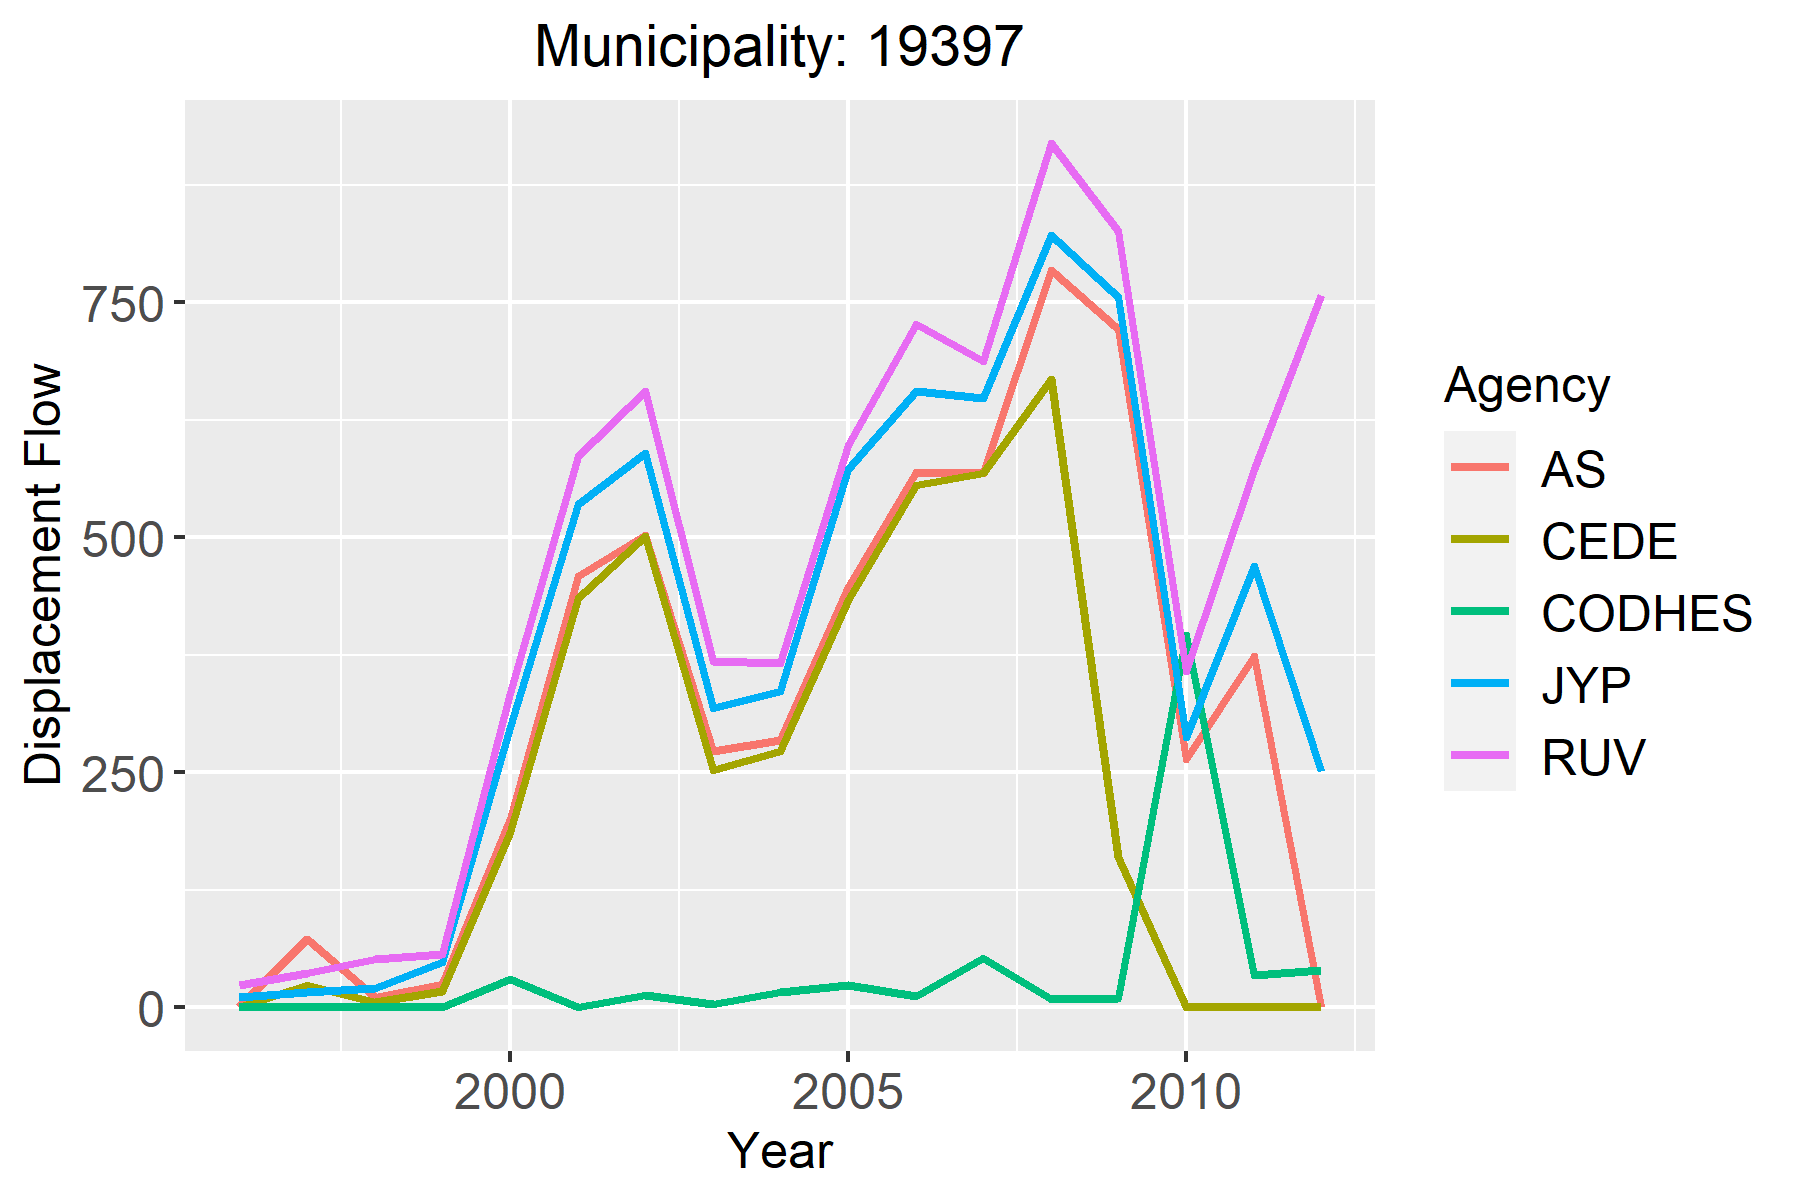 Municipality: 19397
Displacement Flow
750
500
250
0
2000 2005 2010
Year
Agency
AS
CEDE
CODHES
JYP
RUV